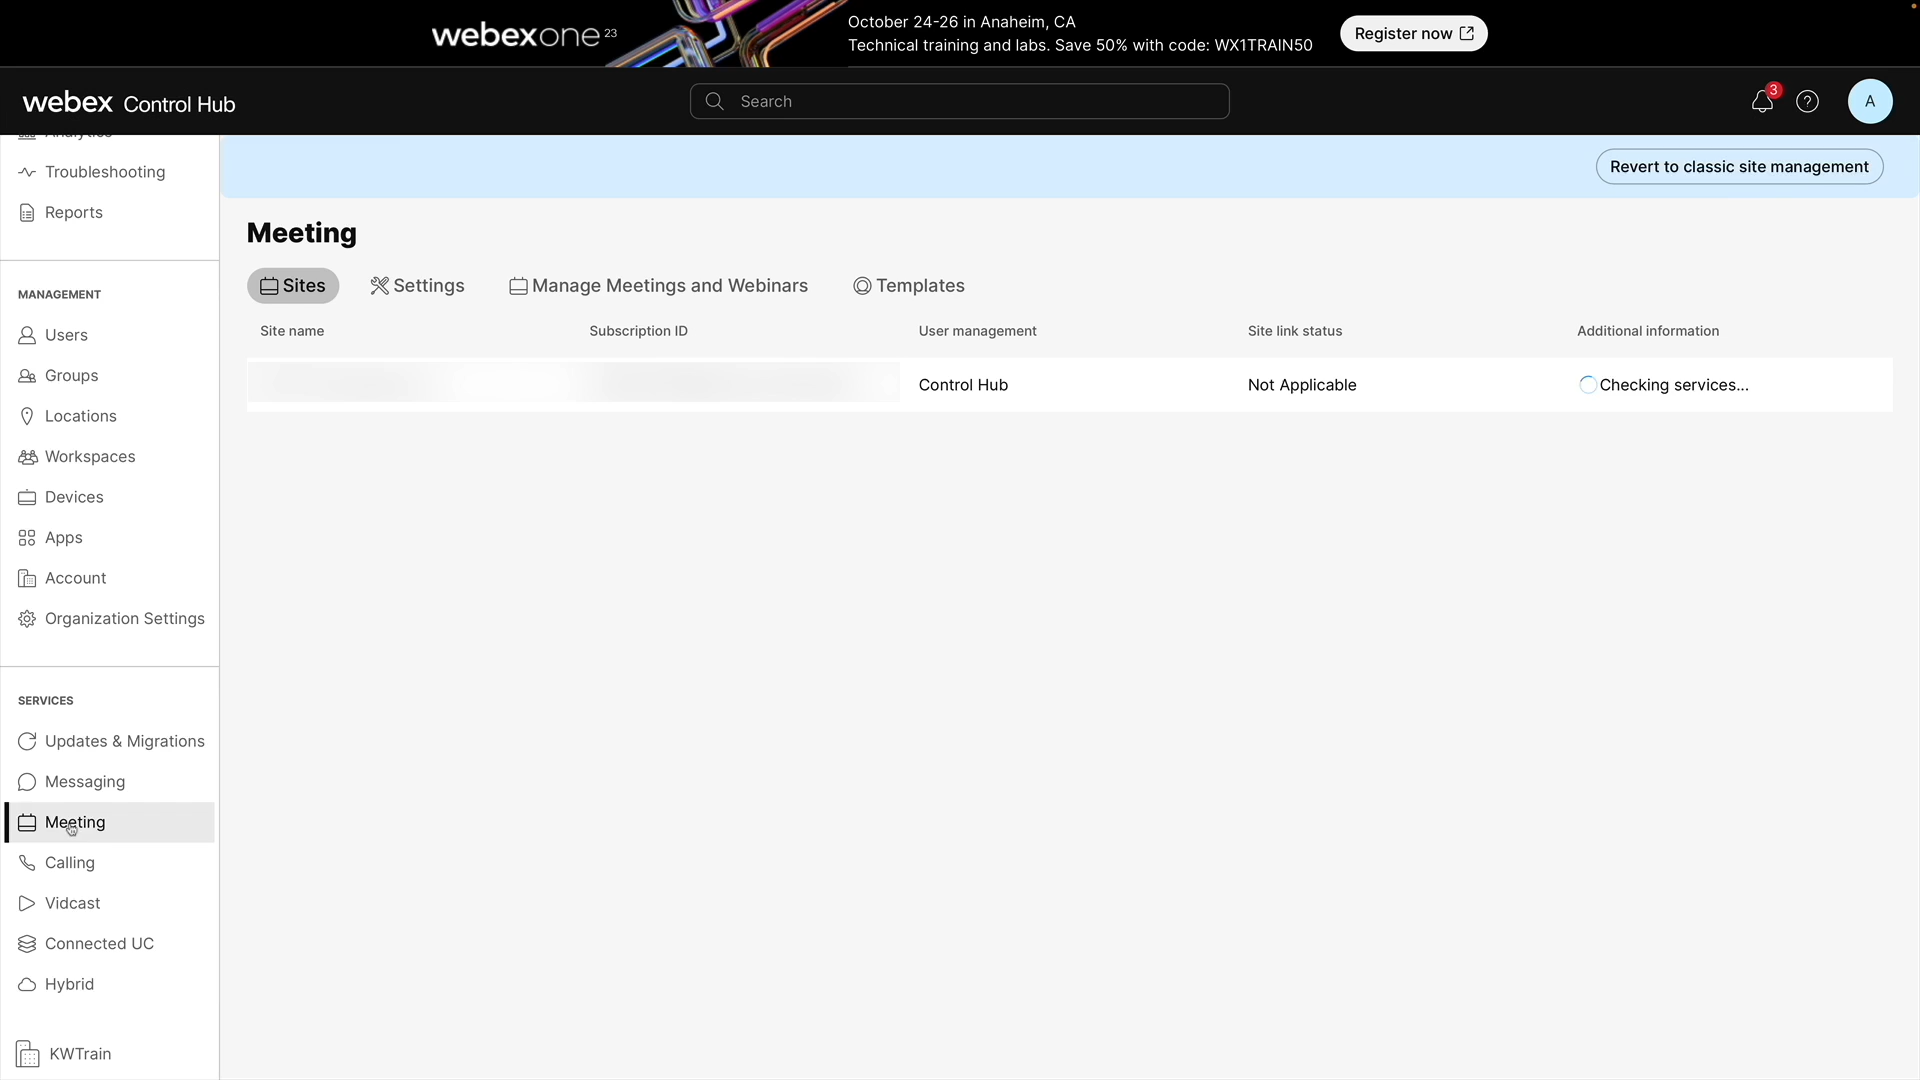 webexone 23
October 24-26 in Anaheim, CA
Technical training and labs. Save 50% with code: WX1TRAIN50
Register now
webex Control Hub
Search
3
A
Analytics
Troubleshooting
Reports
MANAGEMENT
Users
Groups
Locations
Workspaces
Devices
Apps
Account
Organization Settings
SERVICES
Updates & Migrations
Messaging
Meeting
Calling
Vidcast
Connected UC
Hybrid
KWTrain
Revert to classic site management
Meeting
Sites Settings Manage Meetings and Webinars Templates
Site name Subscription ID User management Site link status Additional information
Control Hub Not Applicable Checking services...